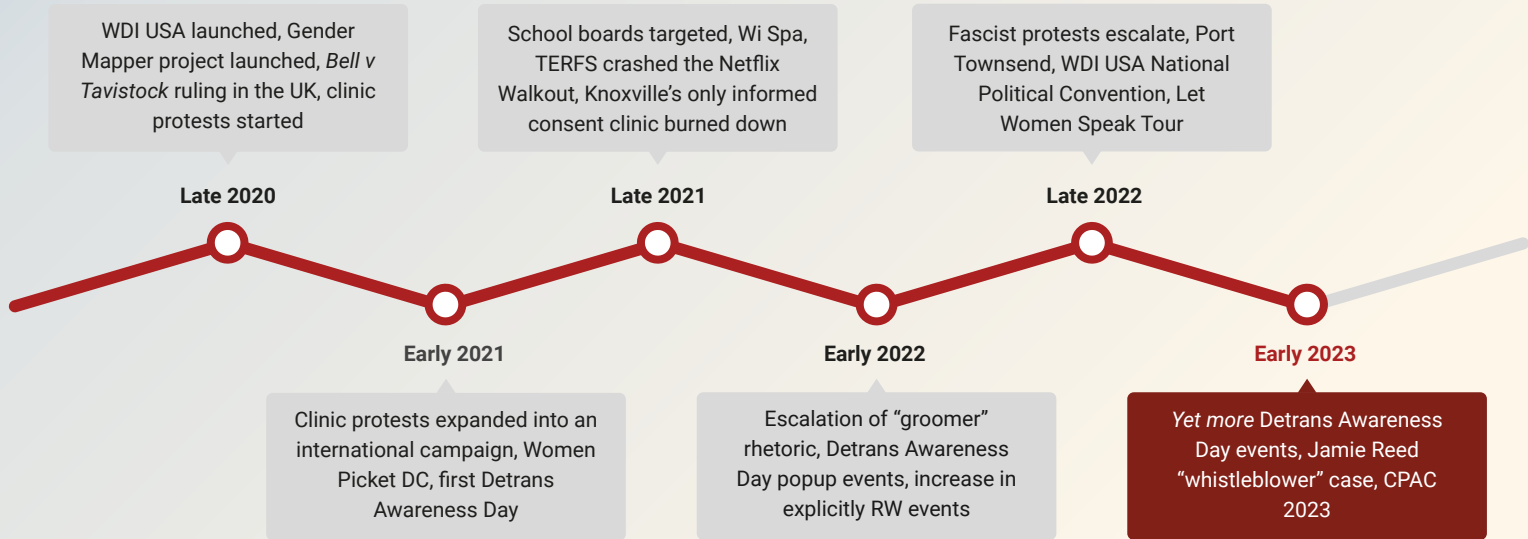 WDI USA launched, Gender
Mapper project launched, Bell v
Tavistock ruling in the UK, clinic
protests started
Late 2020
School boards targeted, Wi Spa,
TERFS crashed the Netflix
Walkout, Knoxville’s only informed
consent clinic burned down
Late 2021
Fascist protests escalate, Port
Townsend, WDI USA National
Political Convention, Let
Women Speak Tour
Late 2022
Early 2021
Clinic protests expanded into an
international campaign, Women
Picket DC, first Detrans
Awareness Day
Early 2022
Escalation of “groomer”
rhetoric, Detrans Awareness
Day popup events, increase in
explicitly RW events
Early 2023
Yet more Detrans Awareness
Day events, Jamie Reed
“whistleblower” case, CPAC
2023